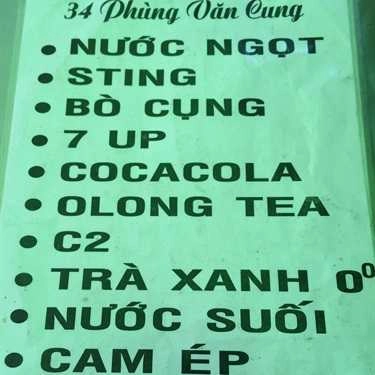 34 Phùng Văn Cung
• NƯỚC NGỌT
• STING
• BÒ CỤNG
• 7 UP
• COCACOLA
• OLONG TEA
• C2
• TRÀ XANH 0⁰
• NƯỚC SUỐI
• CAM ÉP